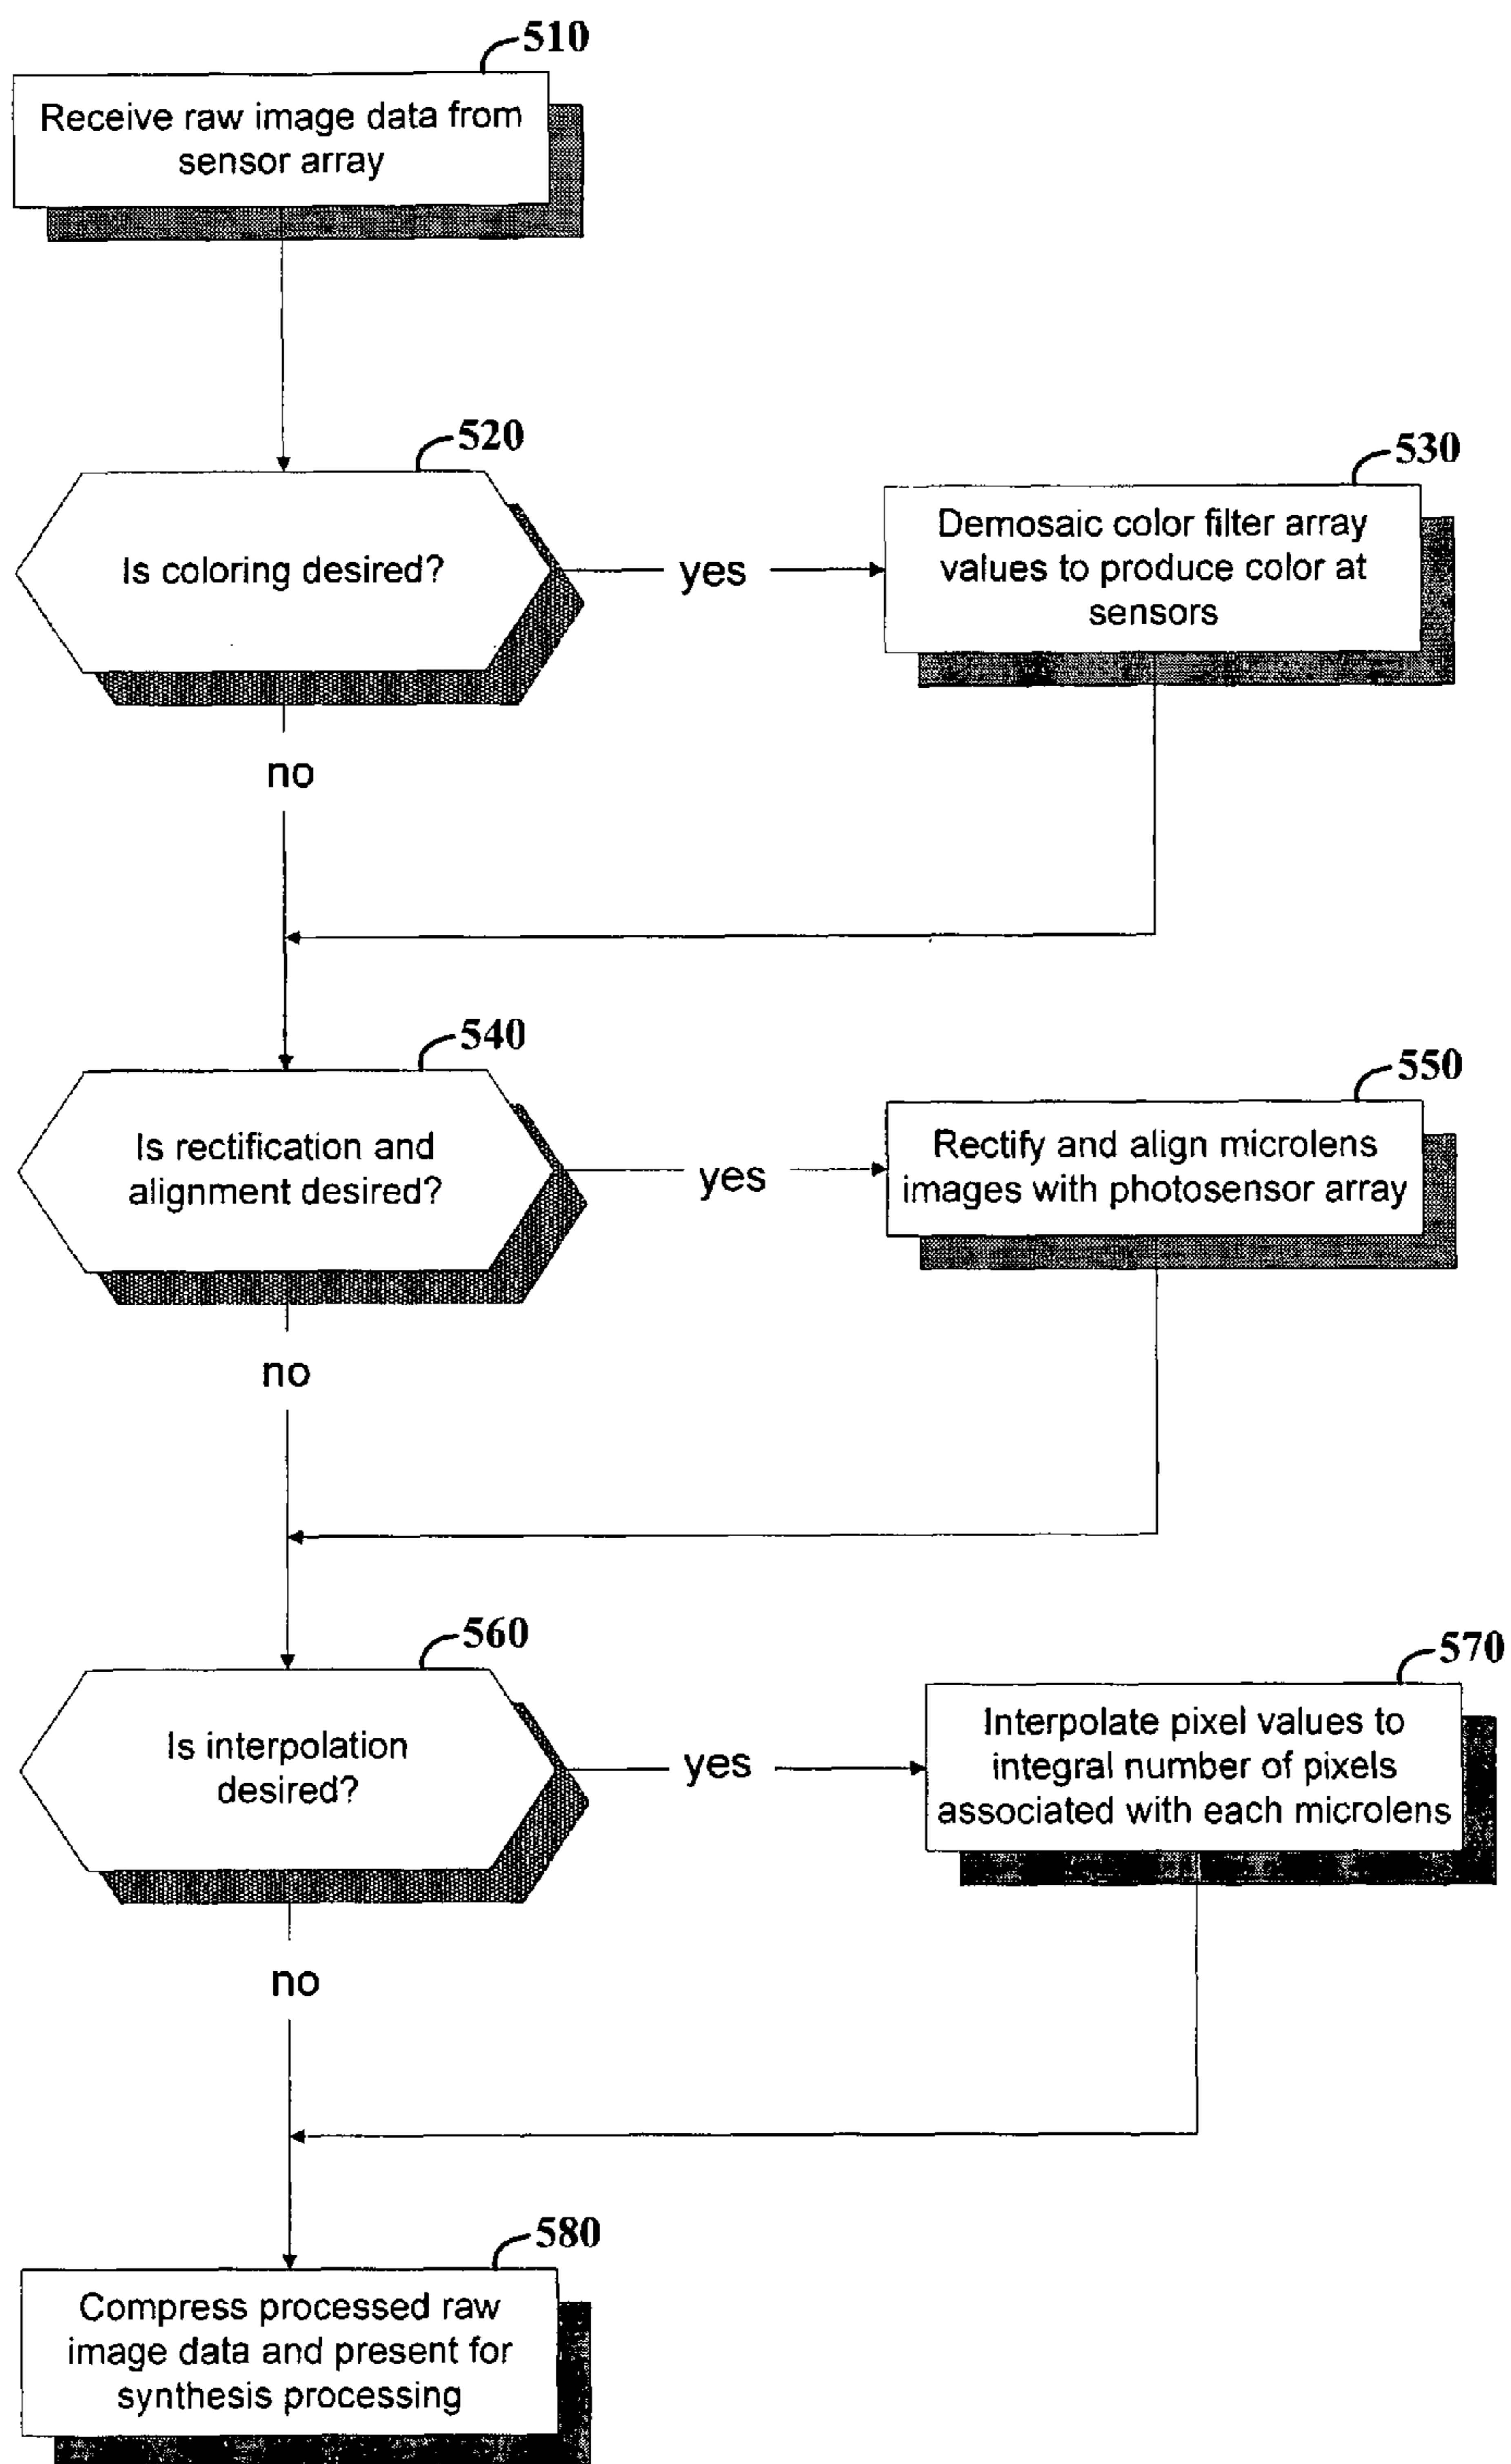 510
Receive raw image data from
sensor array
520
Is coloring desired?
yes
530
Demosaic color filter array
values to produce color at
sensors
no
540
Is rectification and
alignment desired?
yes
550
Rectify and align microlens
images with photosensor array
no
560
Is interpolation
desired?
yes
570
Interpolate pixel values to
integral number of pixels
associated with each microlens
no
580
Compress processed raw
image data and present for
synthesis processing